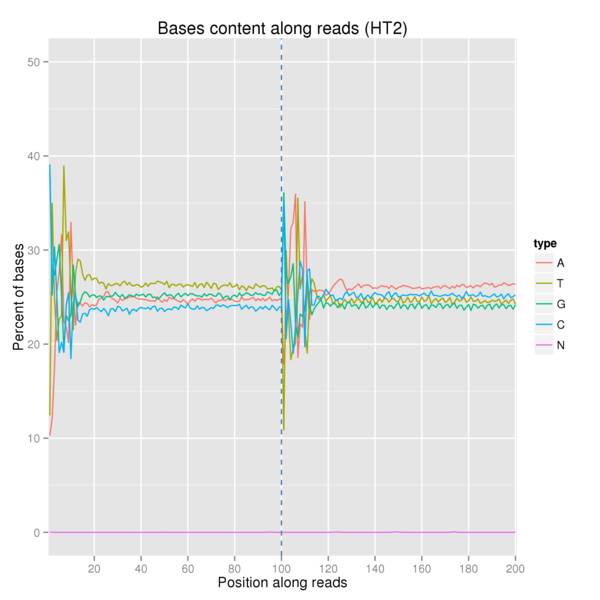 Bases content along reads (HT2)
Percent of bases
50
40
30
20
10
0
20 40 60 80 100 120 140 160 180 200
Position along reads
type
A
T
G
C
N